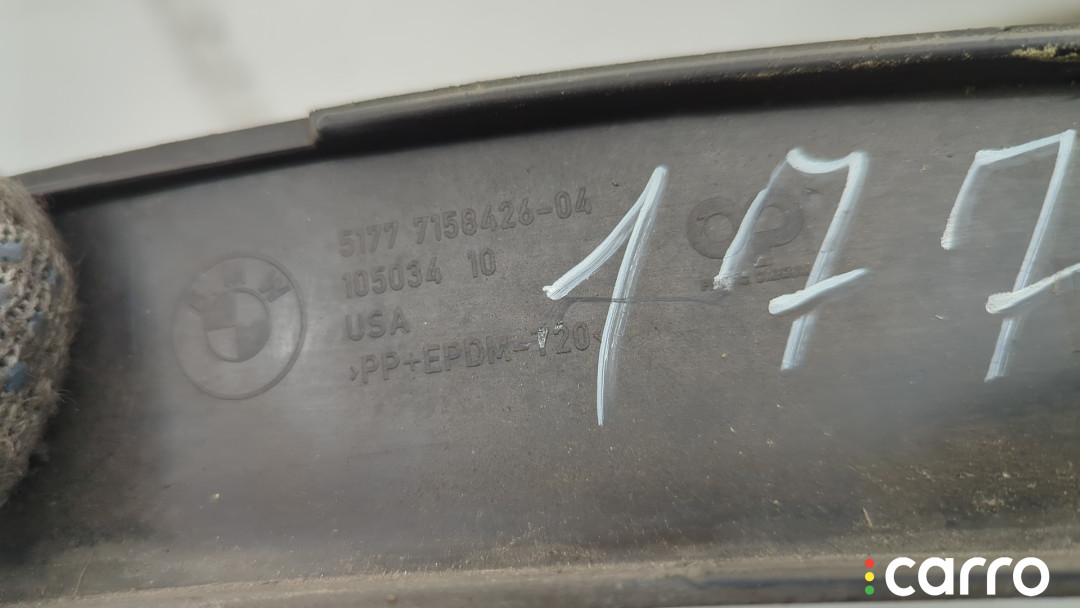 5177 7158426-04
105034 10
USA
>PP+EPDM-T20<
177
carro